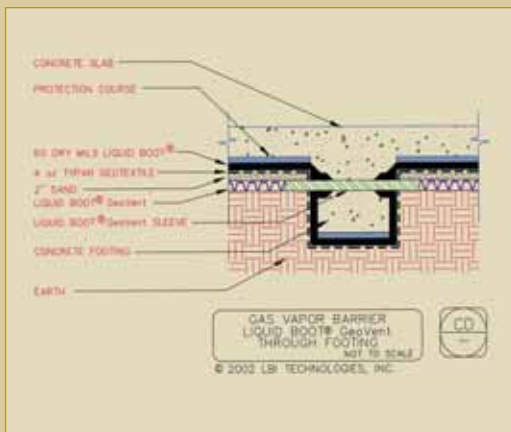 CONCRETE SLAB
PROTECTION COURSE
60 DRY MILS LIQUID BOOT®
4 oz TYPAR GEOTEXTILE
2" SAND
LIQUID BOOT® GeoVent
LIQUID BOOT® GeoVent SLEEVE
CONCRETE FOOTING
EARTH
GAS VAPOR BARRIER
LIQUID BOOT® GeoVent
THROUGH FOOTING
NOT TO SCALE
CD
--
© 2002 LBI TECHNOLOGIES, INC.